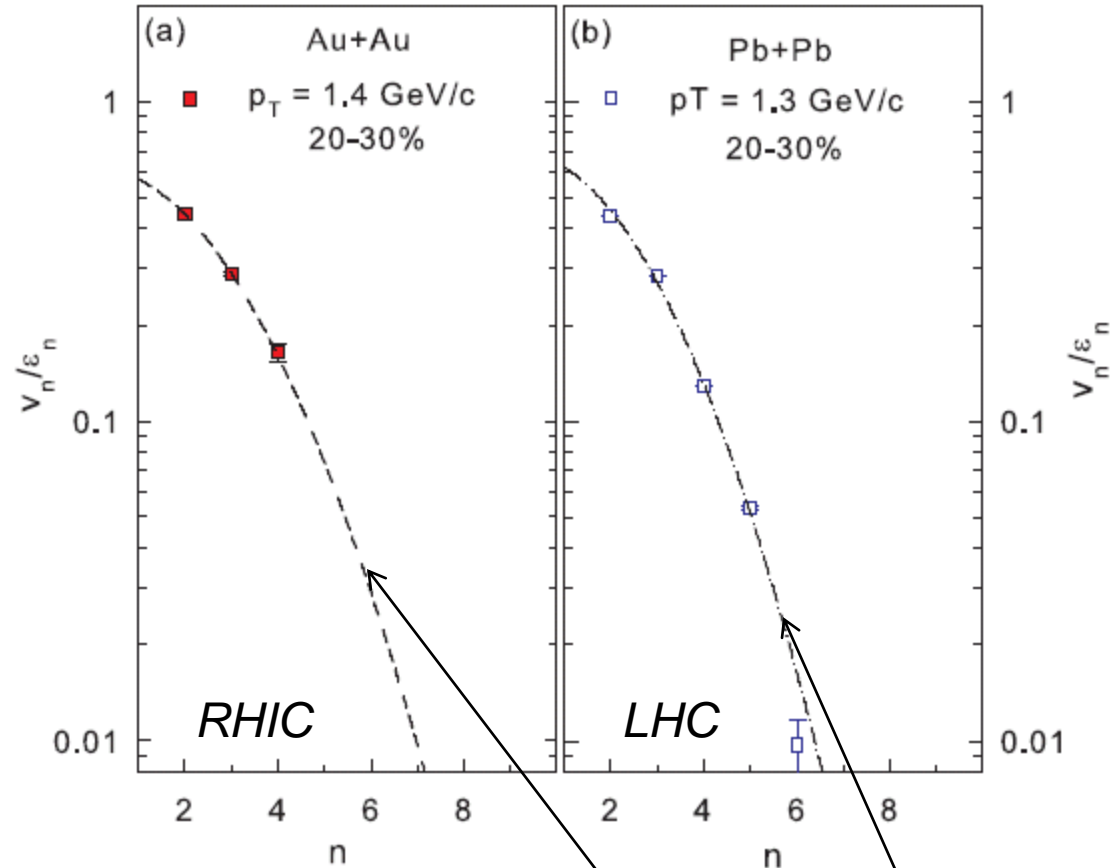 (a) Au+Au
p_T = 1.4 GeV/c
20-30%
1
0.1
0.01
v_n/ε_n
RHIC
2 4 6 8
n
(b) Pb+Pb
pT = 1.3 GeV/c
20-30%
1
0.1
0.01
v_n/ε_n
LHC
2 4 6 8
n